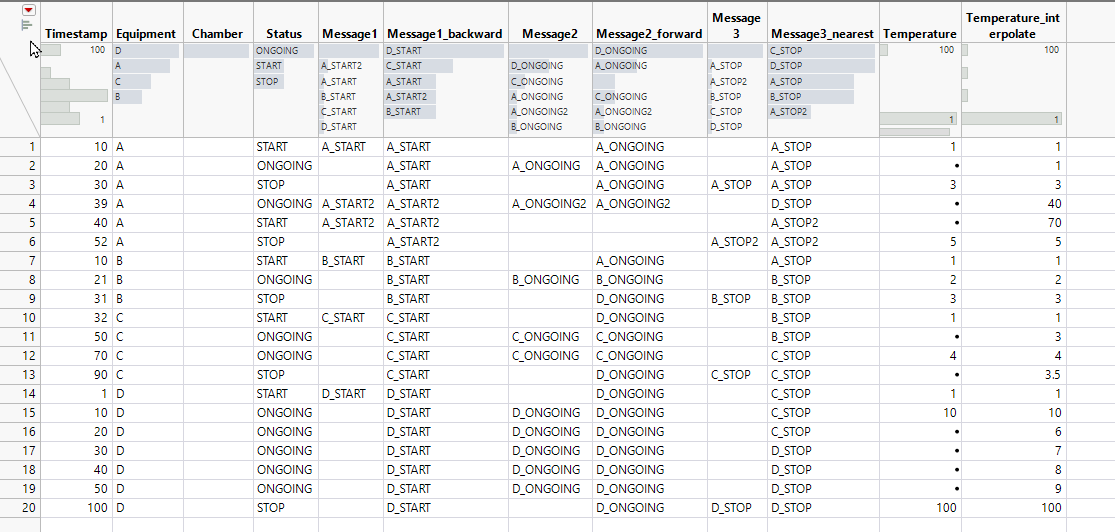 Timestamp Equipment Chamber Status Message1 Message1_backward Message2 Message2_forward Message 3 Message3_nearest Temperature Temperature_int erpolate
100 D ONGOING D_START D_ONGOING C_STOP 100 100
A START A_START2 C_START D_ONGOING A_ONGOING A_STOP D_STOP
C STOP A_START A_START C_ONGOING A_STOP2 A_STOP
B B_START A_START2 A_ONGOING C_ONGOING B_STOP B_STOP
1 C_START B_START A_ONGOING2 A_ONGOING2 C_STOP A_STOP2 1 1
D_START B_ONGOING B_ONGOING D_STOP
1 10 A START A_START A_START A_ONGOING A_STOP 1 1
2 20 A ONGOING A_START A_ONGOING A_ONGOING A_STOP • 1
3 30 A STOP A_START A_ONGOING A_STOP A_STOP 3 3
4 39 A ONGOING A_START2 A_START2 A_ONGOING2 A_ONGOING2 D_STOP • 40
5 40 A START A_START2 A_START2 A_STOP2 • 70
6 52 A STOP A_START2 A_STOP2 A_STOP2 5 5
7 10 B START B_START B_START A_ONGOING A_STOP 1 1
8 21 B ONGOING B_START B_ONGOING B_ONGOING B_STOP 2 2
9 31 B STOP B_START D_ONGOING B_STOP B_STOP 3 3
10 32 C START C_START C_START D_ONGOING B_STOP 1 1
11 50 C ONGOING C_START C_ONGOING C_ONGOING B_STOP • 3
12 70 C ONGOING C_START C_ONGOING C_ONGOING C_STOP 4 4
13 90 C STOP C_START D_ONGOING C_STOP C_STOP • 3.5
14 1 D START D_START D_START D_ONGOING C_STOP 1 1
15 10 D ONGOING D_START D_ONGOING D_ONGOING C_STOP 10 10
16 20 D ONGOING D_START D_ONGOING D_ONGOING C_STOP • 6
17 30 D ONGOING D_START D_ONGOING D_ONGOING D_STOP • 7
18 40 D ONGOING D_START D_ONGOING D_ONGOING D_STOP • 8
19 50 D ONGOING D_START D_ONGOING D_ONGOING D_STOP • 9
20 100 D STOP D_START D_ONGOING D_STOP D_STOP 100 100